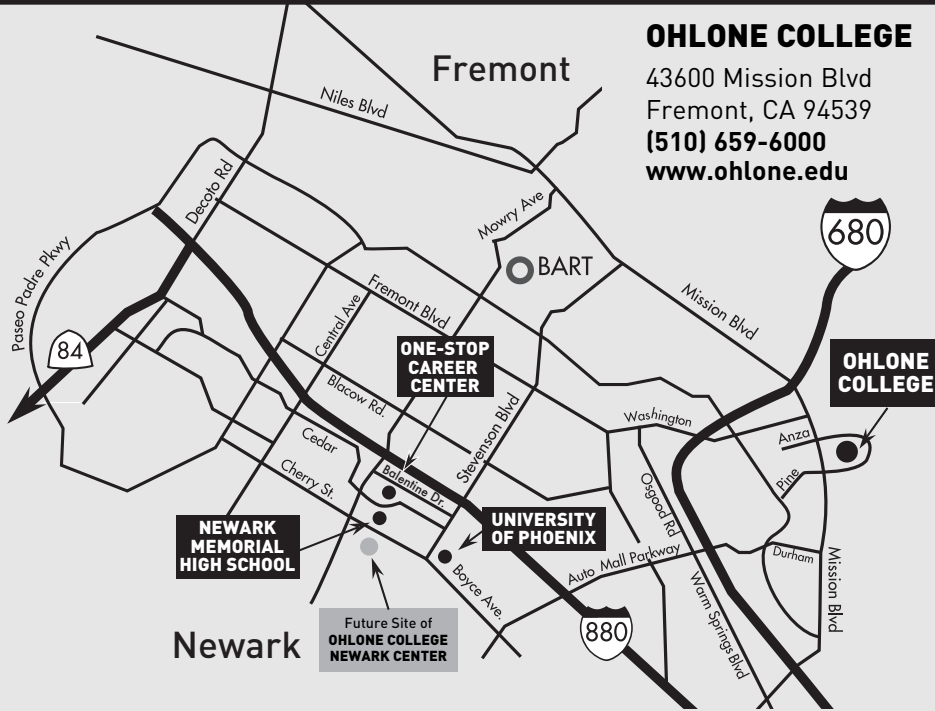 OHLONE COLLEGE
43600 Mission Blvd
Fremont, CA 94539
(510) 659-6000
www.ohlone.edu
Fremont
Niles Blvd
Decoto Rd
Mowry Ave
BART
680
Paseo Padre Pkwy
Mission Blvd
Fremont Blvd
Central Ave
84
ONE-STOP
CAREER
CENTER
OHLONE
COLLEGE
Blacow Rd.
Stevenson Blvd
Washington
Anza
Cedar
Balentine Dr.
Cherry St.
Pine
Osgood Rd
NEWARK
MEMORIAL
HIGH SCHOOL
UNIVERSITY
OF PHOENIX
Auto Mall Parkway
Durham
Boyce Ave.
Warm Springs Blvd
Mission Blvd
Newark
Future Site of
OHLONE COLLEGE
NEWARK CENTER
880